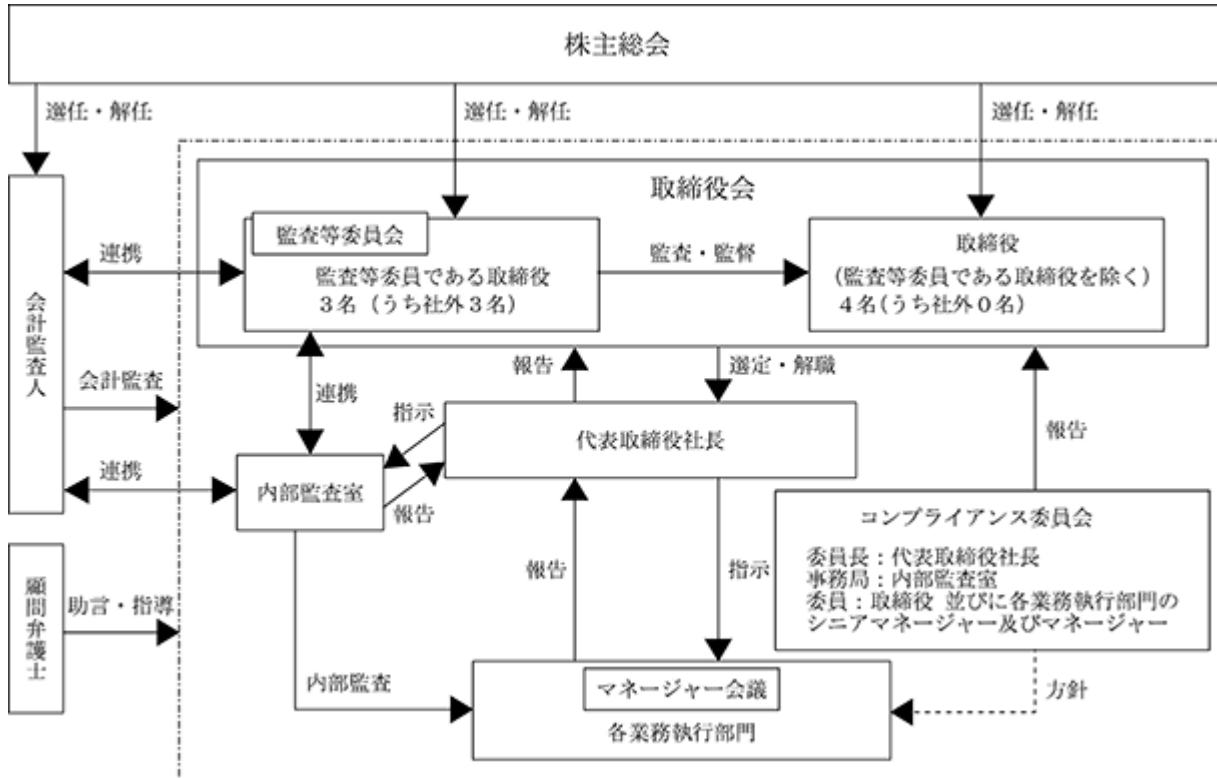 株主総会
選任・解任
選任・解任
選任・解任
取締役会
監査等委員会
監査等委員である取締役
３名（うち社外３名）
監査・監督
取締役
（監査等委員である取締役を除く）
４名（うち社外０名）
連携
会計監査人
会計監査
連携
連携
報告
選定・解職
指示
代表取締役社長
報告
内部監査室
報告
コンプライアンス委員会
委員長：代表取締役社長
事務局：内部監査室
委員：取締役 並びに各業務執行部門の
シニアマネージャー及びマネージャー
顧問弁護士
助言・指導
報告
指示
内部監査
マネージャー会議
各業務執行部門
方針